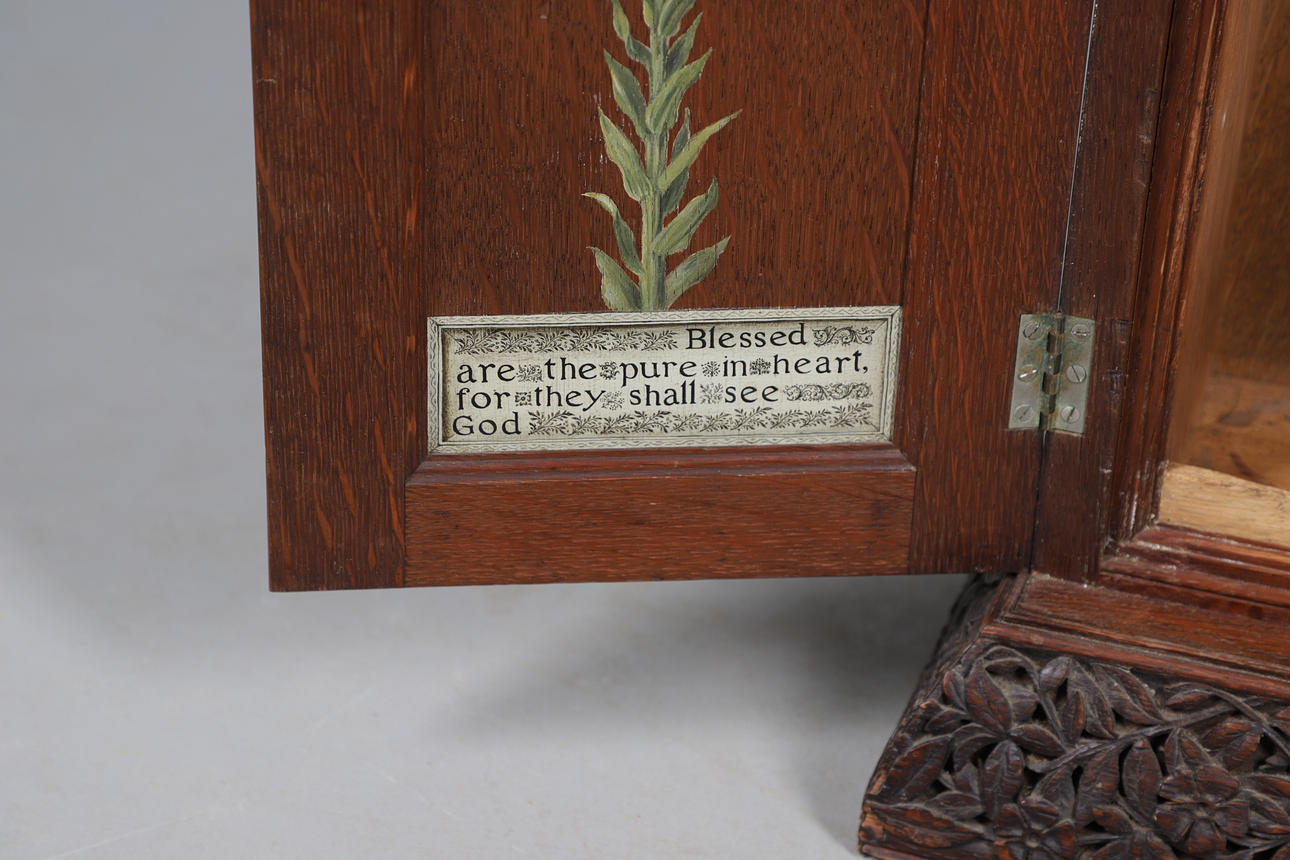 Blessed
are the pure in heart,
for they shall see
God